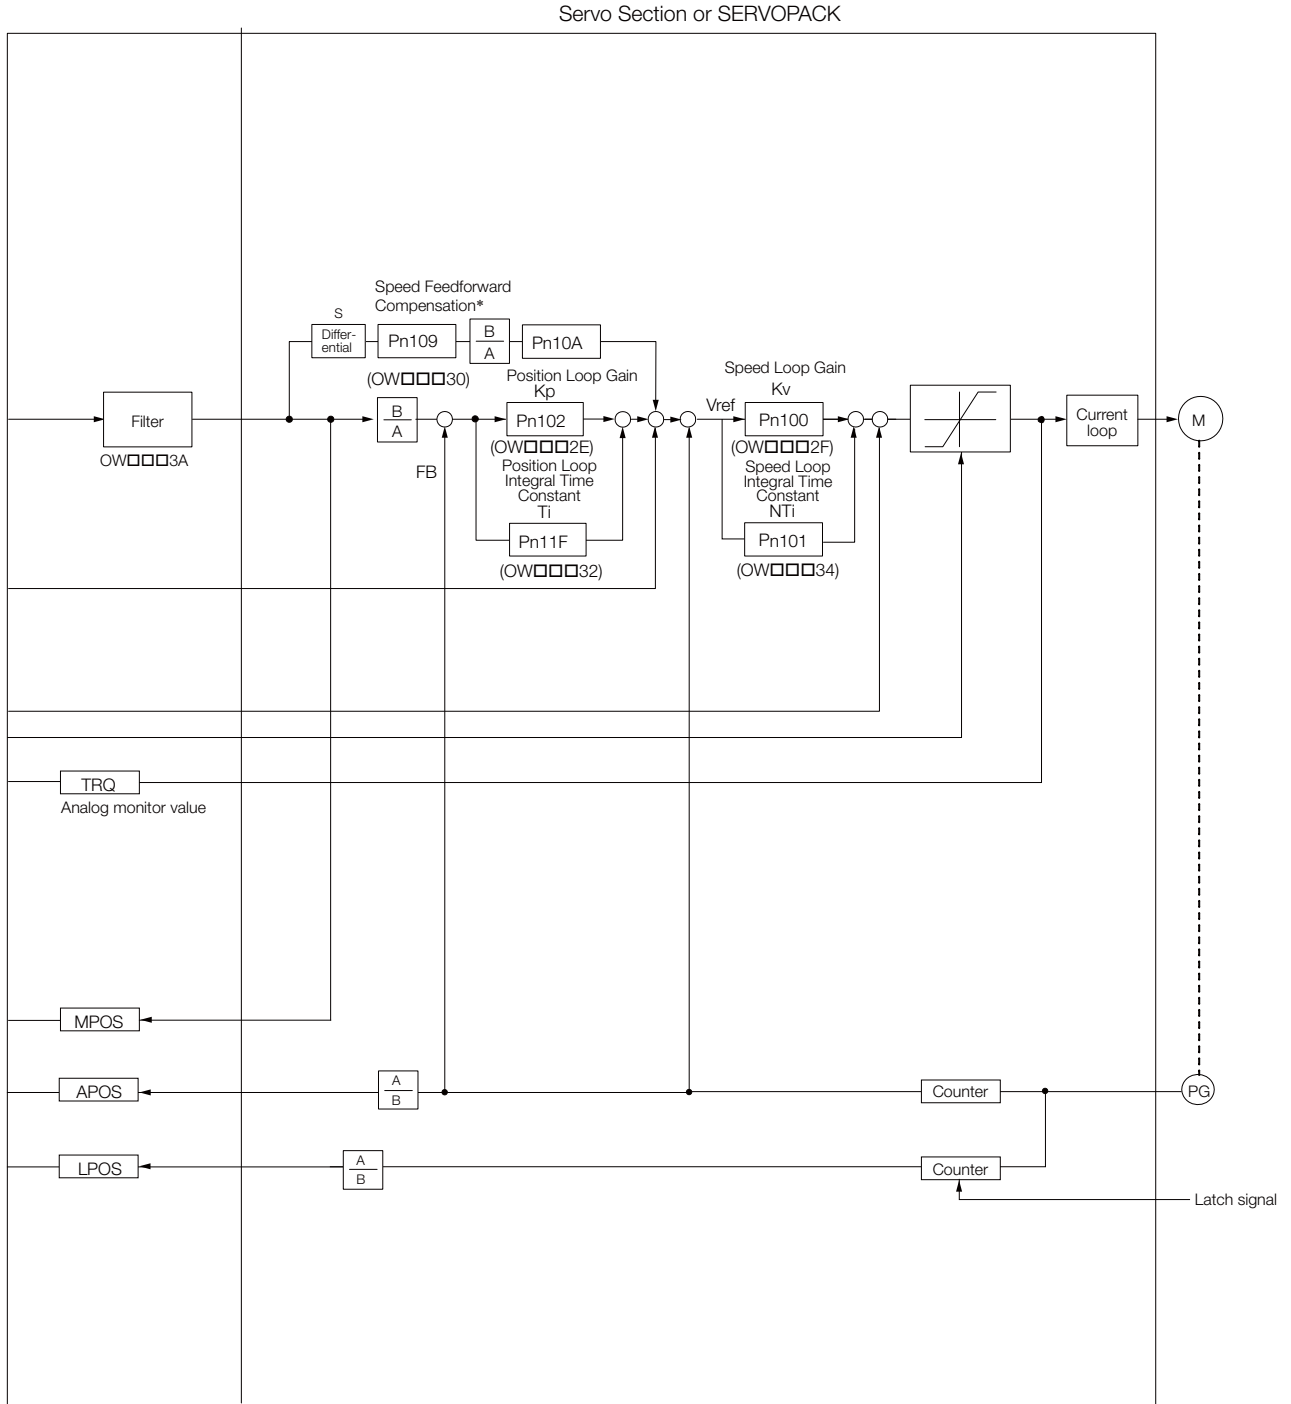 Servo Section or SERVOPACK
Speed Feedforward
Compensation*
S
Differ-
ential
Pn109
B
A
Pn10A
(OW□□□30)
Position Loop Gain
Kp
Speed Loop Gain
Kv
Filter
OW□□□3A
B
A
Pn102
(OW□□□2E)
Vref
Pn100
(OW□□□2F)
Current
loop
M
FB
Position Loop
Integral Time
Constant
Ti
Pn11F
(OW□□□32)
Speed Loop
Integral Time
Constant
NTi
Pn101
(OW□□□34)
TRQ
Analog monitor value
MPOS
APOS
A
B
Counter
PG
LPOS
A
B
Counter
Latch signal